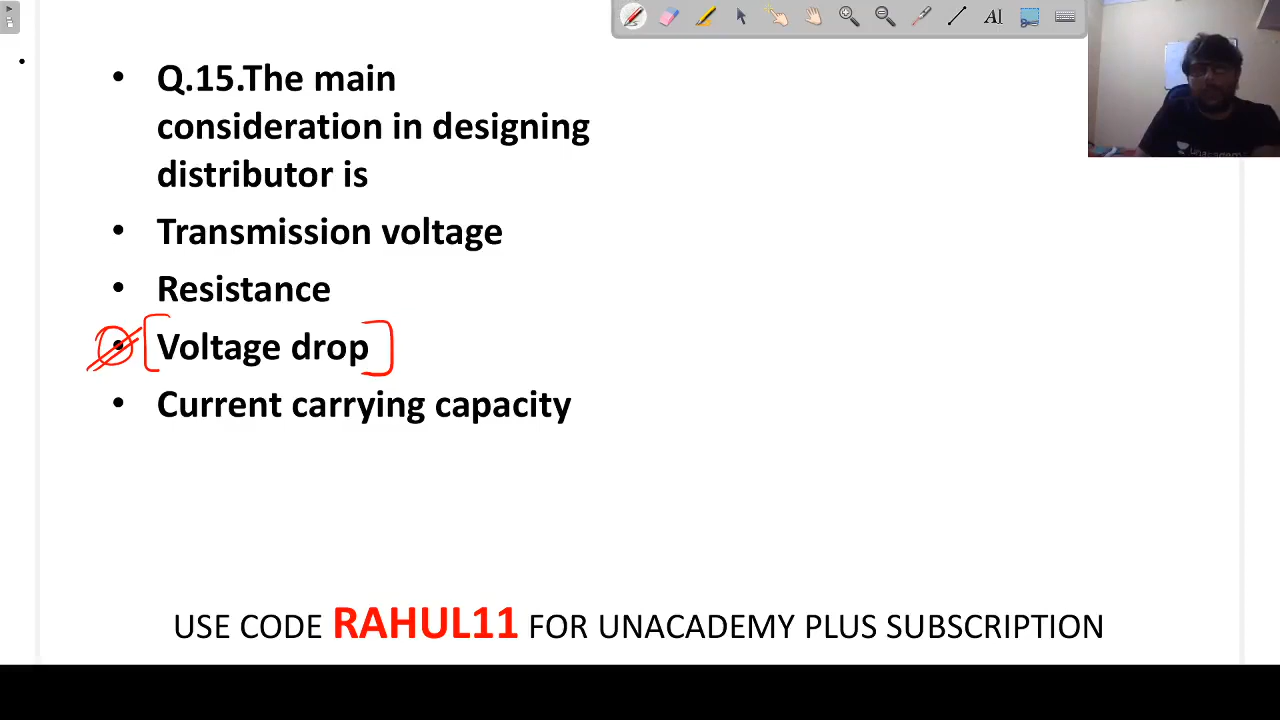 • Q.15.The main
consideration in designing
distributor is
• Transmission voltage
• Resistance
• Voltage drop
• Current carrying capacity
USE CODE RAHUL11 FOR UNACADEMY PLUS SUBSCRIPTION